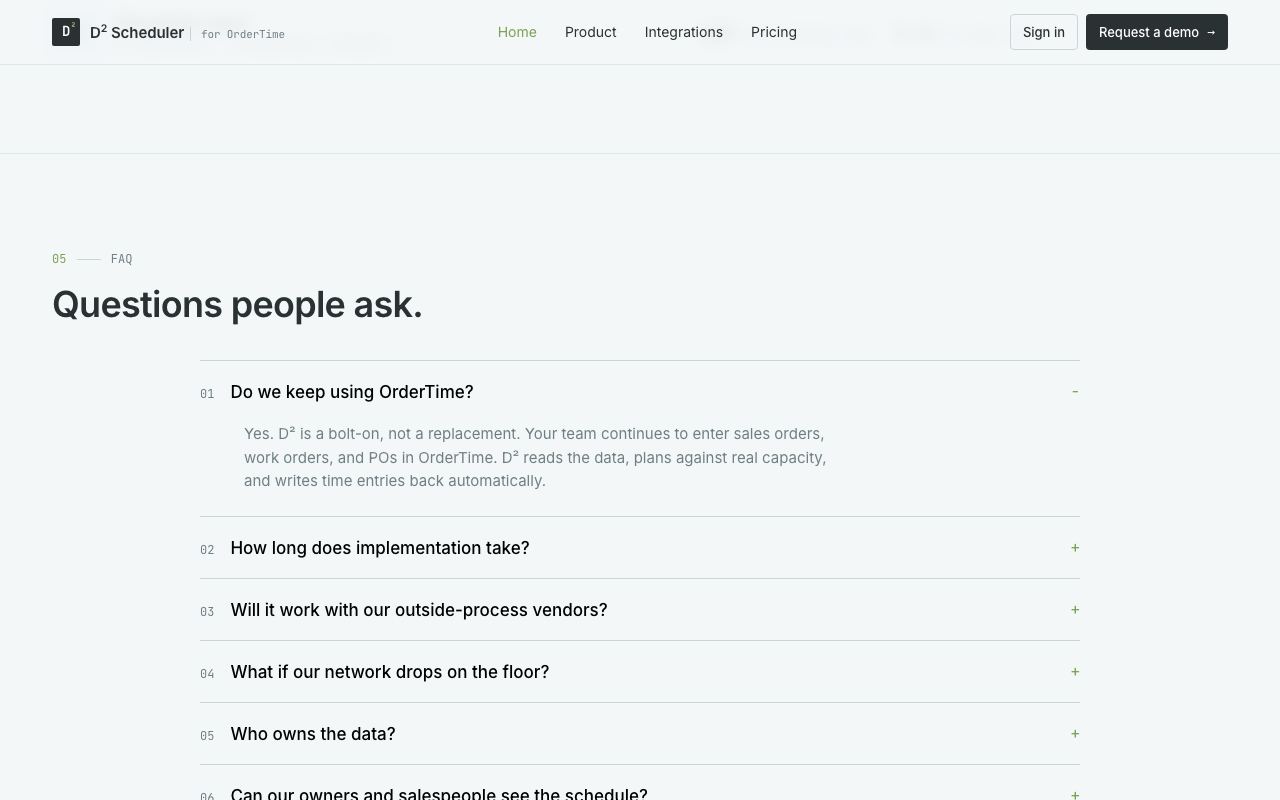 D² D² Scheduler for OrderTime Home Product Integrations Pricing Sign in Request a demo →
05 FAQ
Questions people ask.
01 Do we keep using OrderTime? -
Yes. D² is a bolt-on, not a replacement. Your team continues to enter sales orders,
work orders, and POs in OrderTime. D² reads the data, plans against real capacity,
and writes time entries back automatically.
02 How long does implementation take? +
03 Will it work with our outside-process vendors? +
04 What if our network drops on the floor? +
05 Who owns the data? +
06 Can our owners and salespeople see the schedule? +